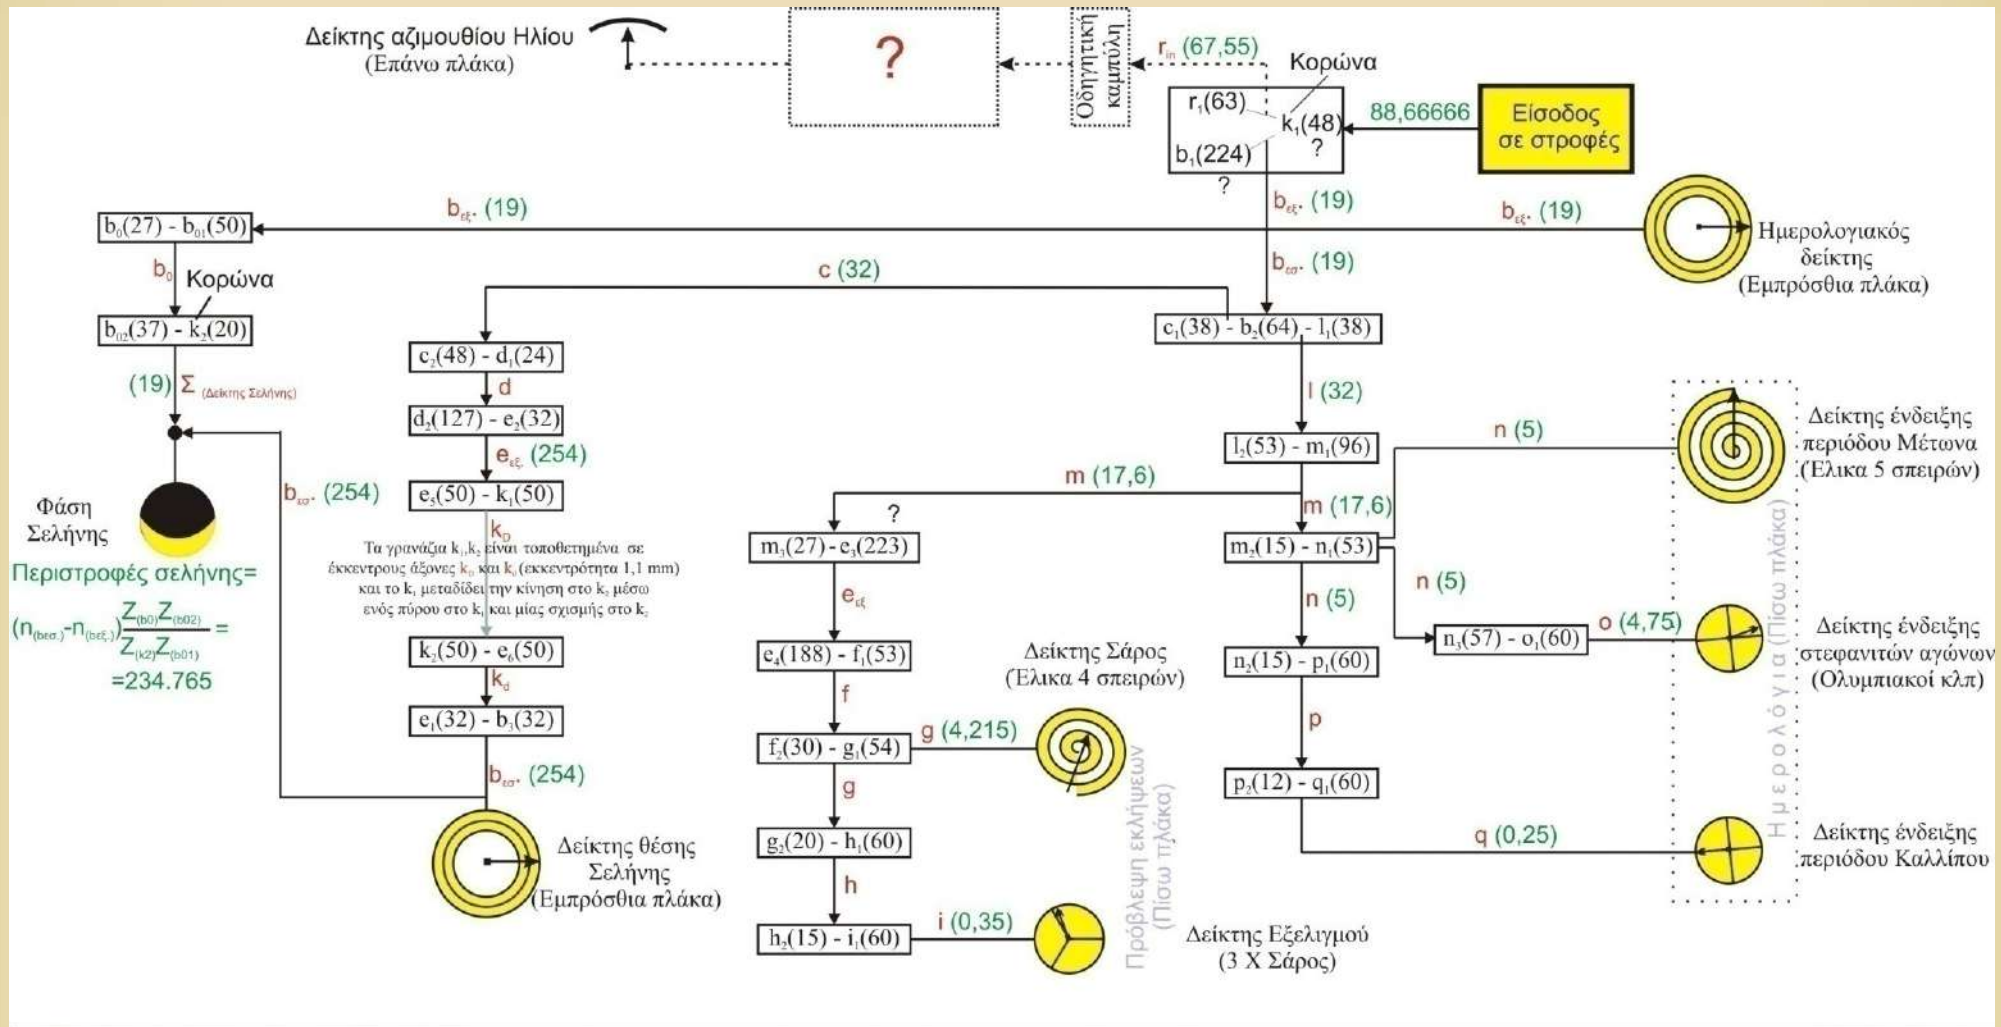 Δείκτης αζιμουθίου Ηλίου
(Επάνω πλάκα)
?
Οδηγητική
καμπύλη
r_in (67,55)
Κορώνα
r₁(63)
k₁(48)
?
b₁(224)
?
88,66666
Είσοδος
σε στροφές
b_εξ. (19)
b_εξ. (19)
b_εξ. (19)
Ημερολογιακός
δείκτης
(Εμπρόσθια πλάκα)
b₀(27) - b₀₁(50)
b₀
Κορώνα
b₀₂(37) - k₂(20)
(19) Σ (Δείκτης Σελήνης)
c (32)
b_εσ. (19)
c₁(38) - b₂(64) - l₁(38)
c₂(48) - d₁(24)
d
d₂(127) - e₂(32)
e_εξ. (254)
e₅(50) - k₁(50)
k_D
Τα γρανάζια k₁,k₂ είναι τοποθετημένα σε
έκκεντρους άξονες k_D και k_d (εκκεντρότητα 1,1 mm)
και το k₁ μεταδίδει την κίνηση στο k₂ μέσω
ενός πύρου στο k₁ και μίας σχισμής στο k₂
k₂(50) - e₆(50)
k_d
e₁(32) - b₃(32)
b_εσ. (254)
b_εσ. (254)
Δείκτης θέσης
Σελήνης
(Εμπρόσθια πλάκα)
Φάση
Σελήνης
Περιστροφές σελήνης=
(n_(bεσ.)-n_(bεξ.)) Z_(b0)Z_(b02) / Z_(k2)Z_(b01) =
=234.765
l (32)
l₂(53) - m₁(96)
m (17,6)
m (17,6)
?
m₃(27) - e₃(223)
e_εξ
e₄(188) - f₁(53)
f
f₂(30) - g₁(54)
g (4,215)
Δείκτης Σάρος
(Έλικα 4 σπειρών)
g
g₂(20) - h₁(60)
h
h₂(15) - i₁(60)
i (0,35)
Πρόβλεψη εκλήψεων
(Πίσω πλάκα)
Δείκτης Εξελιγμού
(3 Χ Σάρος)
m₂(15) - n₁(53)
n (5)
n (5)
n (5)
n₂(15) - p₁(60)
p
p₂(12) - q₁(60)
q (0,25)
n₃(57) - o₁(60)
o (4,75)
Ημερολόγια (Πίσω πλάκα)
Δείκτης ένδειξης
περιόδου Μέτωνα
(Έλικα 5 σπειρών)
Δείκτης ένδειξης
στεφανιτών αγώνων
(Ολυμπιακοί κλπ)
Δείκτης ένδειξης
περιόδου Καλλίπου